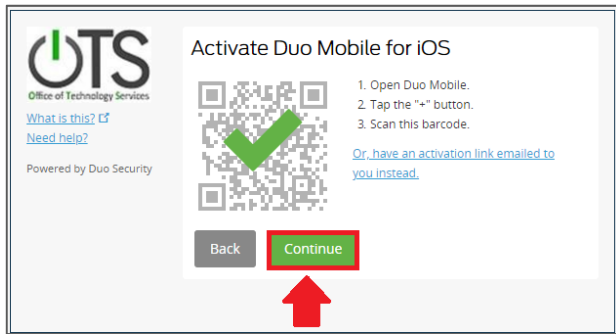 OTS
Office of Technology Services
What is this?
Need help?
Powered by Duo Security
Activate Duo Mobile for iOS
1. Open Duo Mobile.
2. Tap the "+" button.
3. Scan this barcode.
Or, have an activation link emailed to
you instead.
Back
Continue